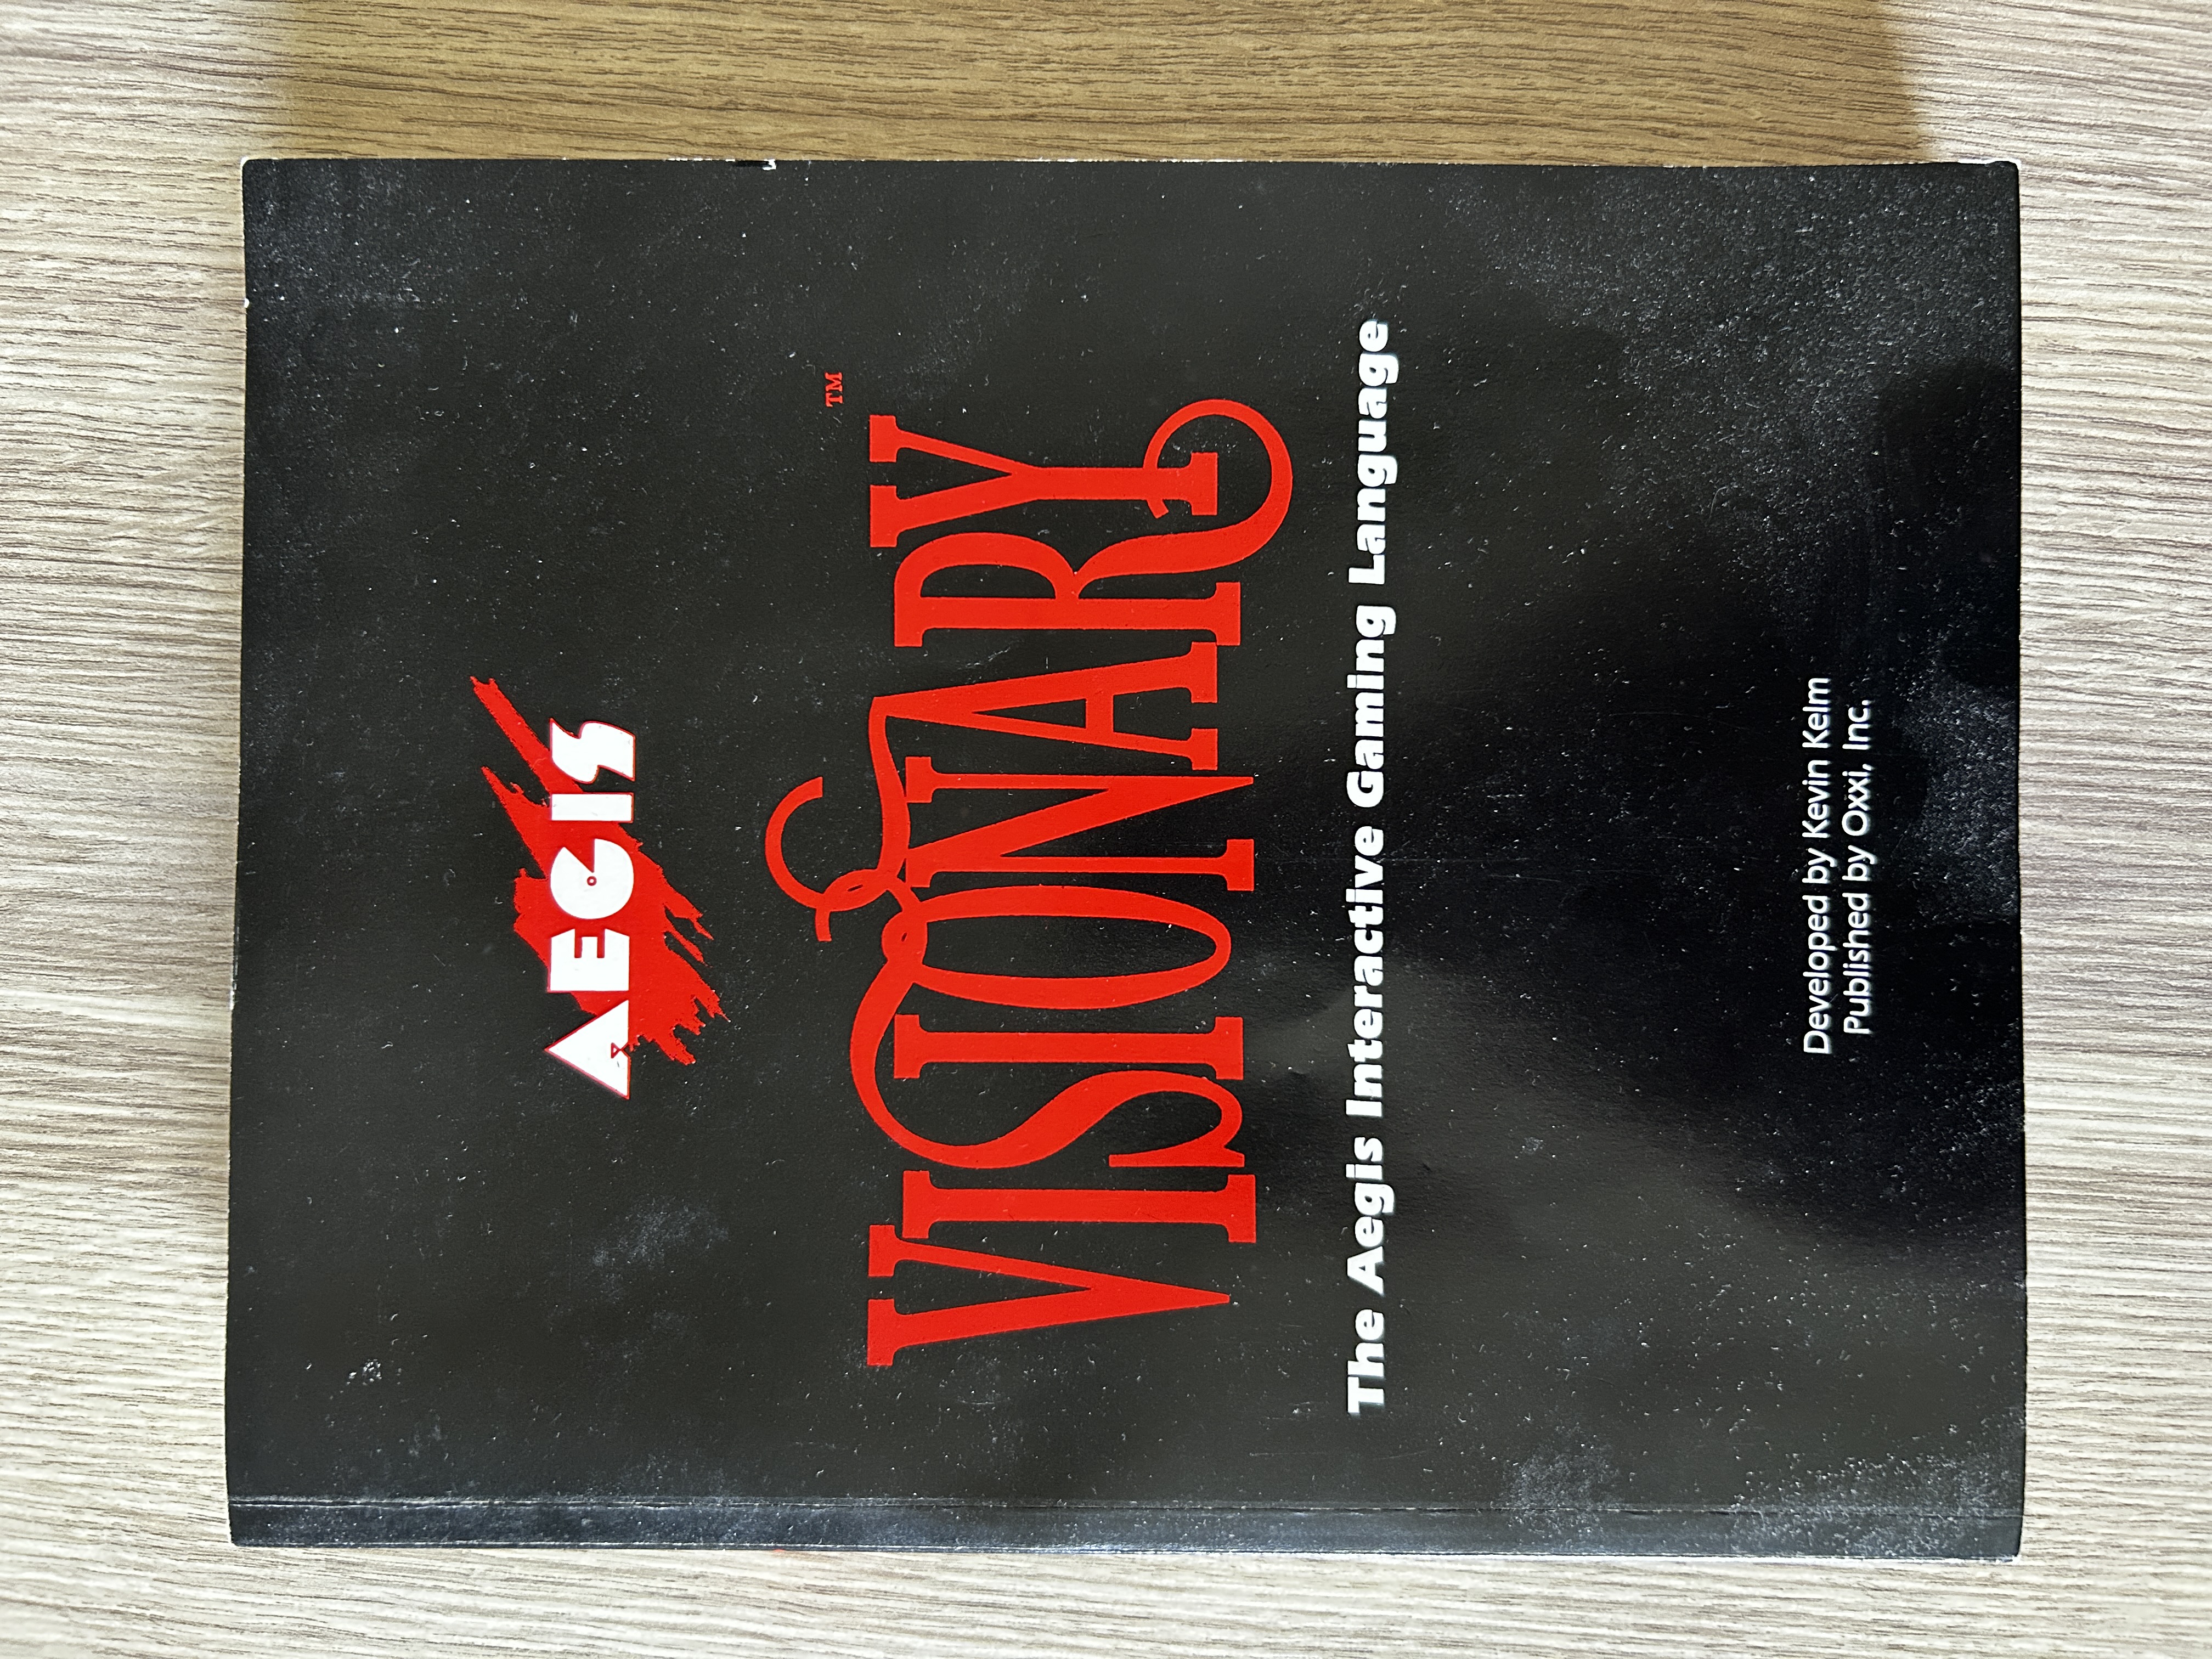 AEGIS
VISIONARY™
The Aegis Interactive Gaming Language
Developed by Kevin Kelm
Published by Oxxi, Inc.